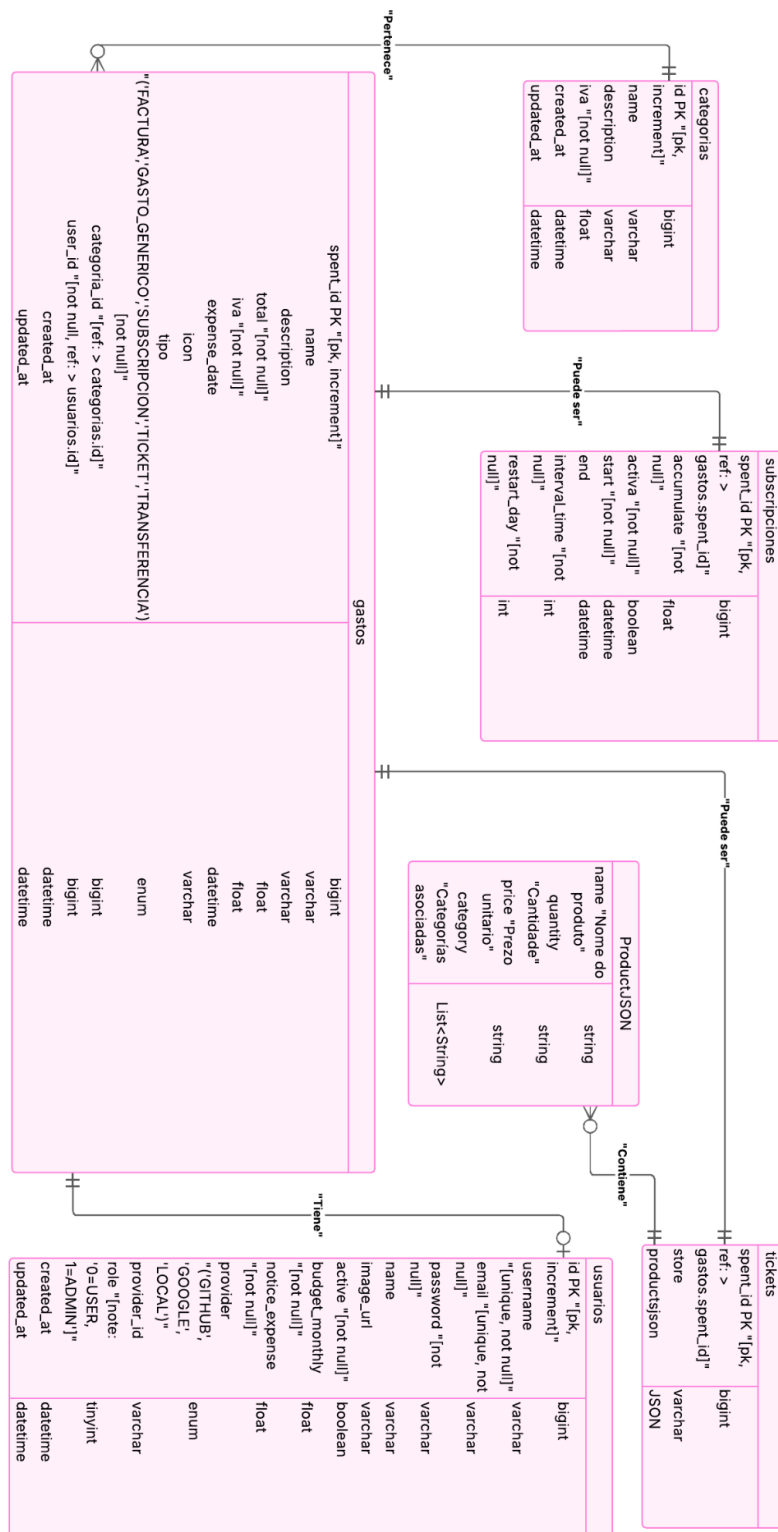 categorias
id PK "[pk,
increment]"
bigint
name
varchar
description
varchar
iva "[not null]"
float
created_at
datetime
updated_at
datetime
"Pertenece"
subscripciones
spent_id PK "[pk,
ref: >
gastos.spent_id]"
bigint
accumulate "[not
null]"
float
activa "[not null]"
boolean
start "[not null]"
datetime
end
datetime
interval_time "[not
null]"
int
restart_day "[not
null]"
int
"Puede ser"
tickets
spent_id PK "[pk,
ref: >
gastos.spent_id]"
bigint
store
varchar
productsjson
JSON
"Puede ser"
ProductJSON
name "Nome do
produto"
string
quantity
"Cantidade"
string
price "Prezo
unitario"
string
category
"Categorías
asociadas"
List<String>
"Contiene"
gastos
spent_id PK "[pk, increment]"
bigint
name
varchar
description
varchar
total "[not null]"
float
iva "[not null]"
float
expense_date
datetime
icon
varchar
tipo
"('FACTURA','GASTO_GENERICO','SUBSCRIPCION','TICKET','TRANSFERENCIA')
[not null]"
enum
categoria_id "[ref: > categorias.id]"
bigint
user_id "[not null, ref: > usuarios.id]"
bigint
created_at
datetime
updated_at
datetime
"Tiene"
usuarios
id PK "[pk,
increment]"
bigint
username
"[unique, not null]"
varchar
email "[unique, not
null]"
varchar
password "[not
null]"
varchar
name
varchar
image_url
varchar
active "[not null]"
boolean
budget_monthly
"[not null]"
float
notice_expense
"[not null]"
float
provider
"('GITHUB',
'GOOGLE',
'LOCAL')"
enum
provider_id
varchar
role "[note:
'0=USER,
1=ADMIN']"
tinyint
created_at
datetime
updated_at
datetime